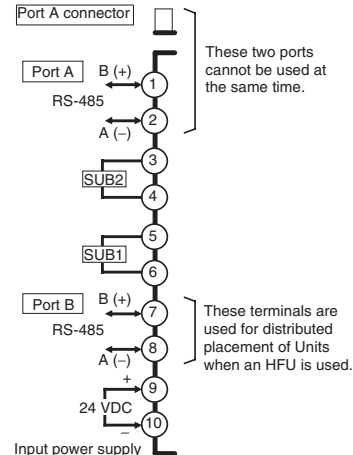 Port A connector
These two ports
cannot be used at
the same time.
Port A
B (+)
1
RS-485
2
A (−)
3
SUB2
4
5
SUB1
6
Port B
B (+)
7
RS-485
8
A (−)
These terminals are
used for distributed
placement of Units
when an HFU is used.
+
9
24 VDC
10
−
Input power supply